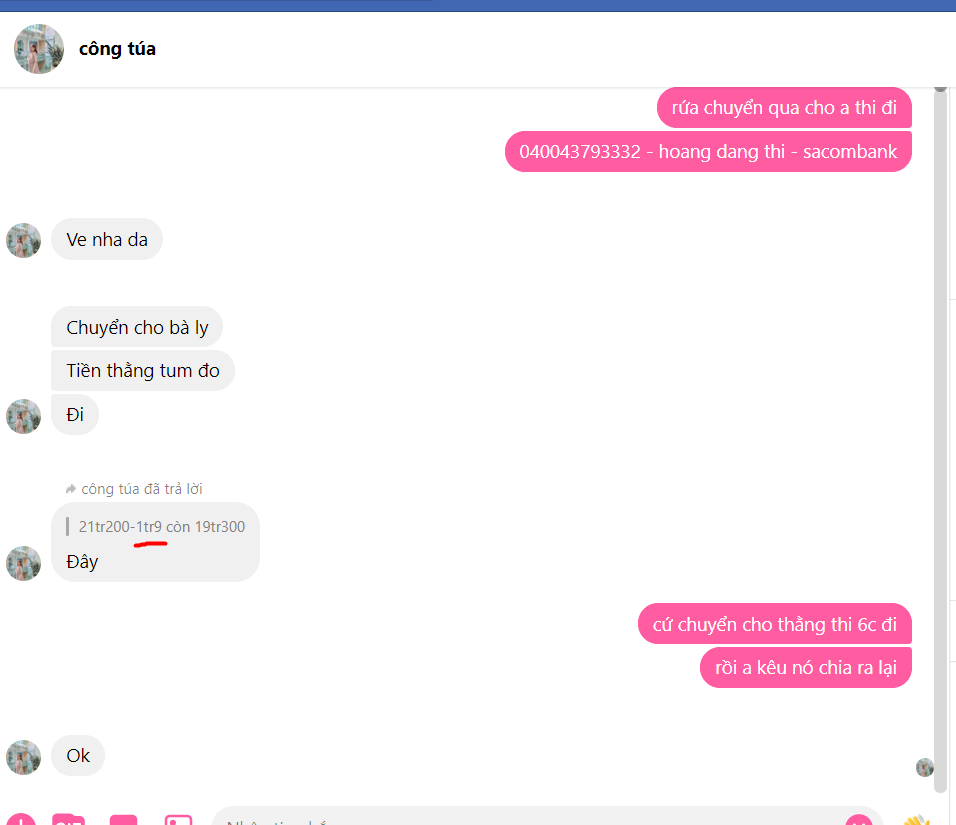 công túa
rứa chuyển qua cho a thi đi
040043793332 - hoang dang thi - sacombank
Ve nha da
Chuyển cho bà ly
Tiền thằng tum đo
Đi
công túa đã trả lời
21tr200-1tr9 còn 19tr300
Đây
cứ chuyển cho thằng thi 6c đi
rồi a kêu nó chia ra lại
Ok